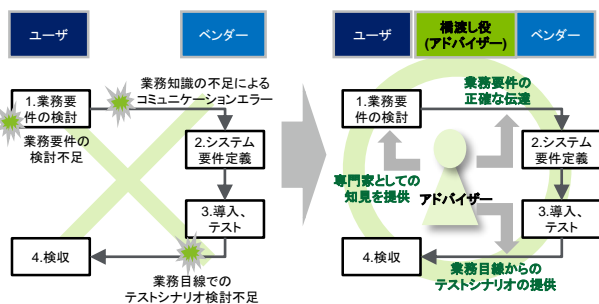 ユーザ
ベンダー
業務知識の不足による
コミュニケーションエラー
1.業務要
件の検討
業務要件の
検討不足
2.システム
要件定義
3.導入、
テスト
4.検収
業務目線での
テストシナリオ検討不足
ユーザ
橋渡し役
(アドバイザー)
ベンダー
業務要件の
正確な伝達
1.業務要
件の検討
2.システム
要件定義
専門家としての
知見を提供
アドバイザー
3.導入、
テスト
4.検収
業務目線からの
テストシナリオの提供